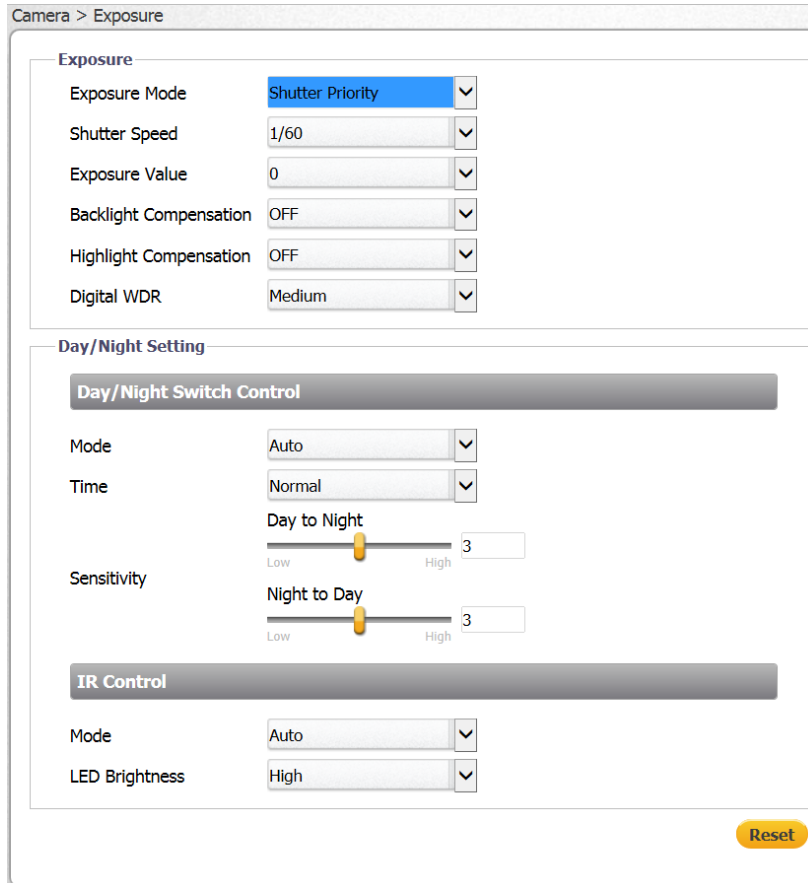 Camera > Exposure
Exposure
Exposure Mode Shutter Priority
Shutter Speed 1/60
Exposure Value 0
Backlight Compensation OFF
Highlight Compensation OFF
Digital WDR Medium
Day/Night Setting
Day/Night Switch Control
Mode Auto
Time Normal
Day to Night
3
Low High
Sensitivity
Night to Day
3
Low High
IR Control
Mode Auto
LED Brightness High
Reset